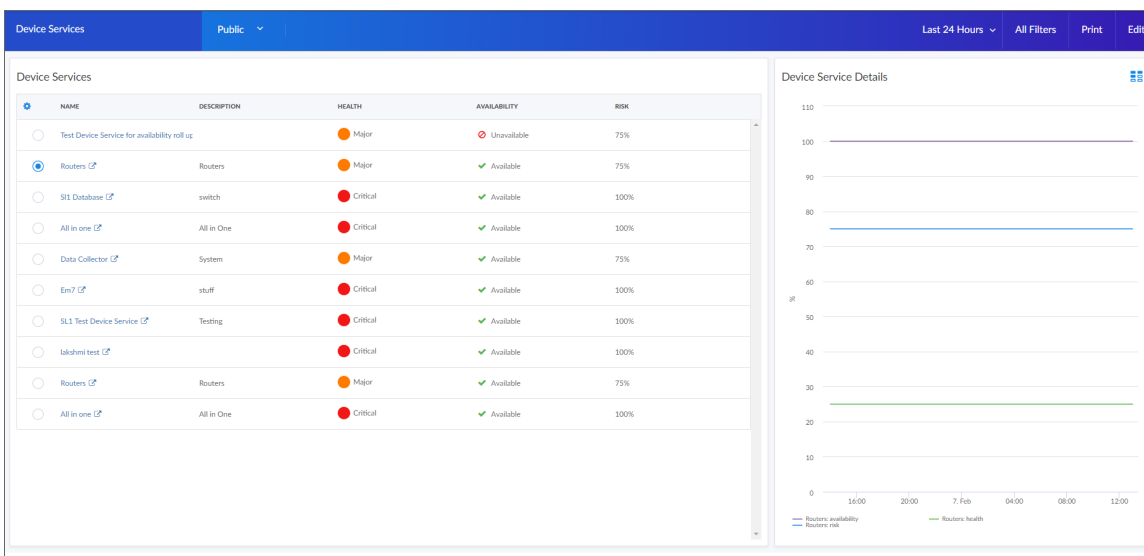 Device Services Public Last 24 Hours All Filters Print Edit
Device Services
NAME DESCRIPTION HEALTH AVAILABILITY RISK
Test Device Service for availability roll up Major Unavailable 75%
Routers Routers Major Available 75%
Sl1 Database switch Critical Available 100%
All in one All in One Critical Available 100%
Data Collector System Major Available 75%
Em7 stuff Critical Available 100%
SL1 Test Device Service Testing Critical Available 100%
lakshmi test Critical Available 100%
Routers Routers Major Available 75%
All in one All in One Critical Available 100%
Device Service Details
110
100
90
80
70
60
%
50
40
30
20
10
0
16:00 20:00 7. Feb 04:00 08:00 12:00
Routers: availability Routers: health
Routers: risk